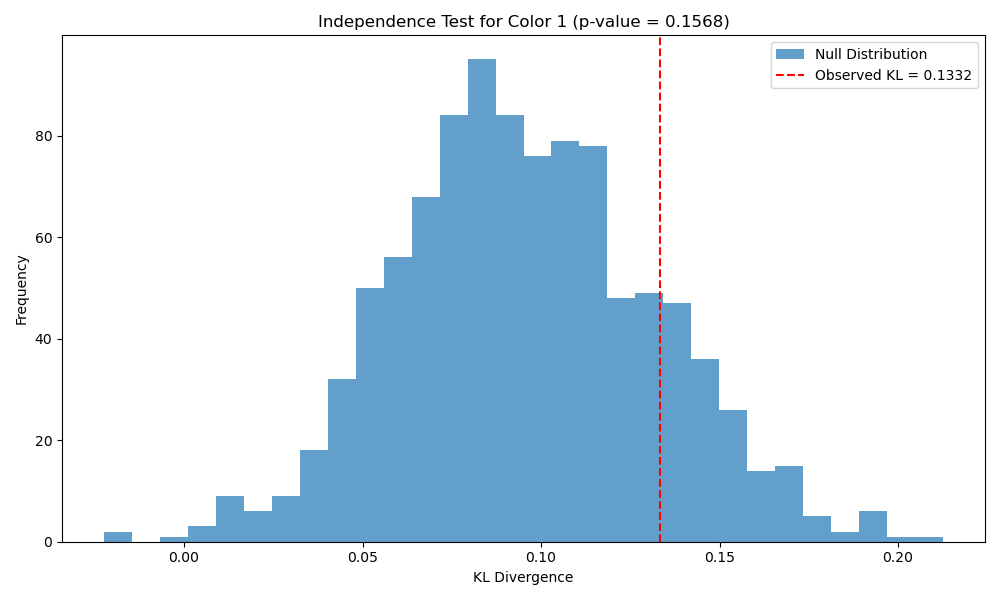 Independence Test for Color 1 (p-value = 0.1568)
Null Distribution
Observed KL = 0.1332
Frequency
80
60
40
20
0
0.00 0.05 0.10 0.15 0.20
KL Divergence